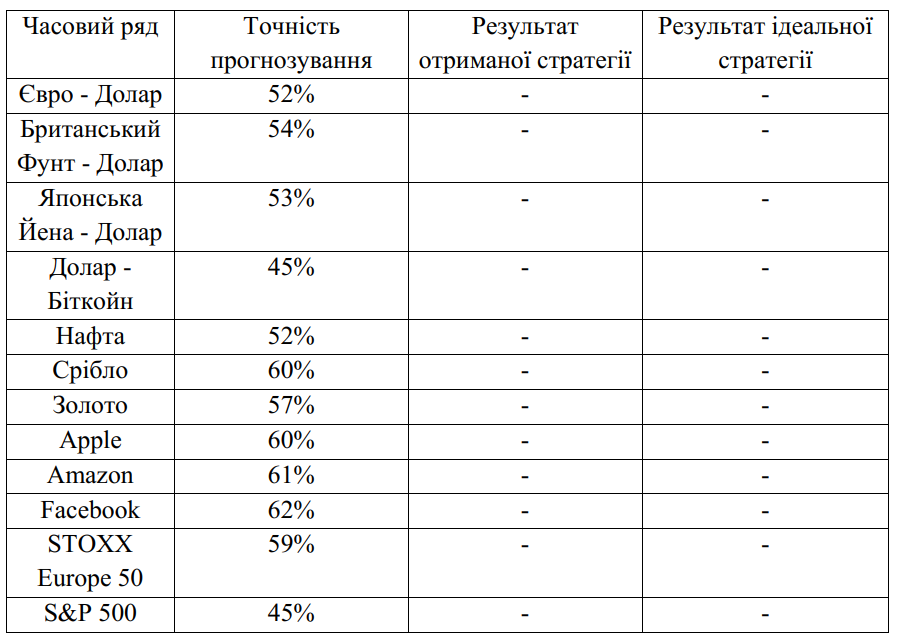 Часовий ряд Точність прогнозування Результат отриманої стратегії Результат ідеальної стратегії
Євро - Долар 52% - -
Британський Фунт - Долар 54% - -
Японська Йена - Долар 53% - -
Долар - Біткойн 45% - -
Нафта 52% - -
Срібло 60% - -
Золото 57% - -
Apple 60% - -
Amazon 61% - -
Facebook 62% - -
STOXX Europe 50 59% - -
S&P 500 45% - -